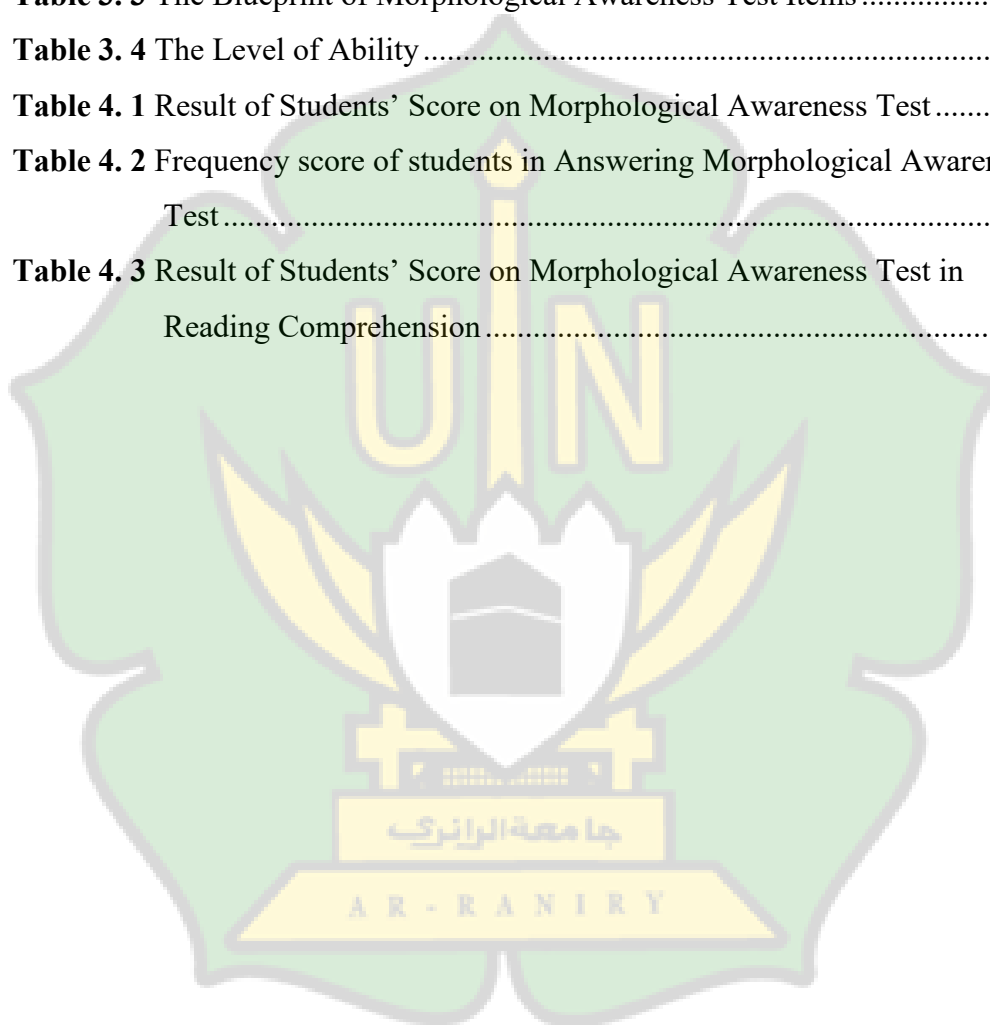 Table 3. 3 The Blueprint of Morphological Awareness Test Items................
Table 3. 4 The Level of Ability.......................................................................
Table 4. 1 Result of Students’ Score on Morphological Awareness Test.......
Table 4. 2 Frequency score of students in Answering Morphological
Test................................................................................................
Table 4. 3 Result of Students’ Score on Morphological Awareness Test in
Reading Comprehension...............................................................
U I N
جامعة الرانري
AR-RANIRY